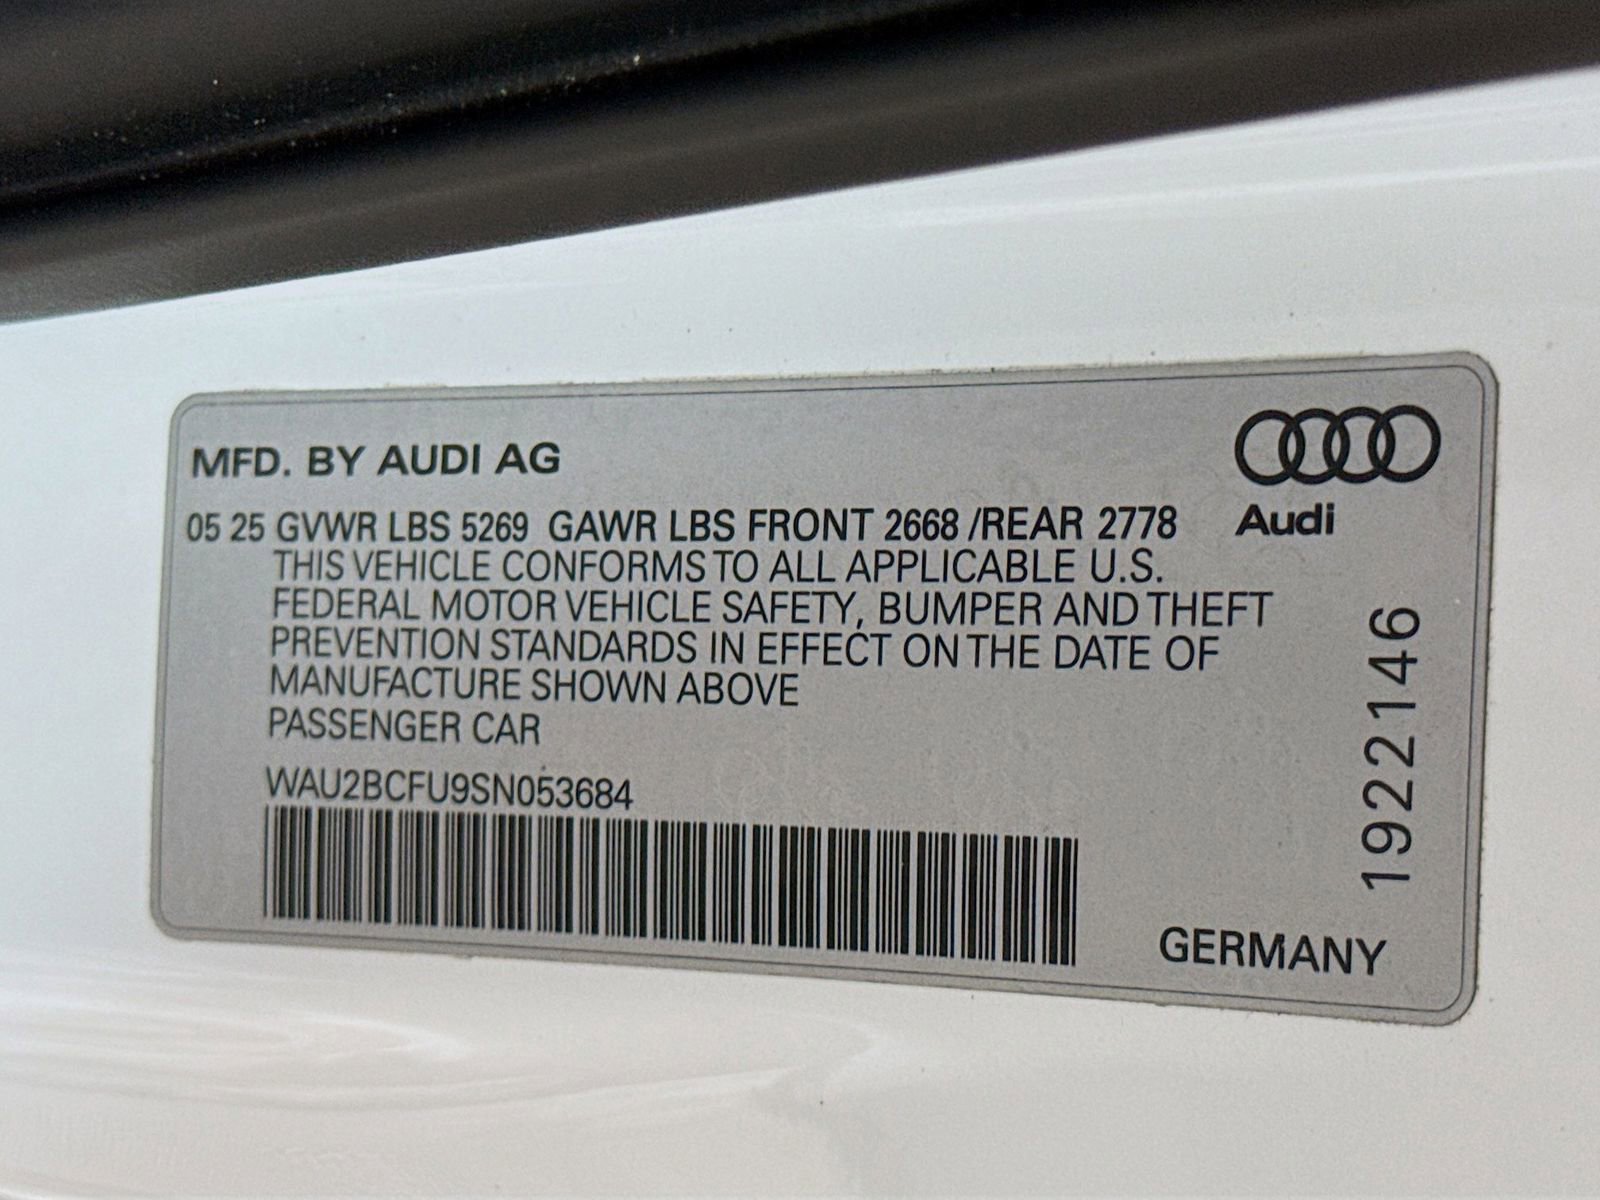 MFD. BY AUDI AG
Audi
05 25 GVWR LBS 5269 GAWR LBS FRONT 2668 /REAR 2778
THIS VEHICLE CONFORMS TO ALL APPLICABLE U.S.
FEDERAL MOTOR VEHICLE SAFETY, BUMPER AND THEFT
PREVENTION STANDARDS IN EFFECT ON THE DATE OF
MANUFACTURE SHOWN ABOVE
PASSENGER CAR
WAU2BCFU9SN053684
1922146
GERMANY